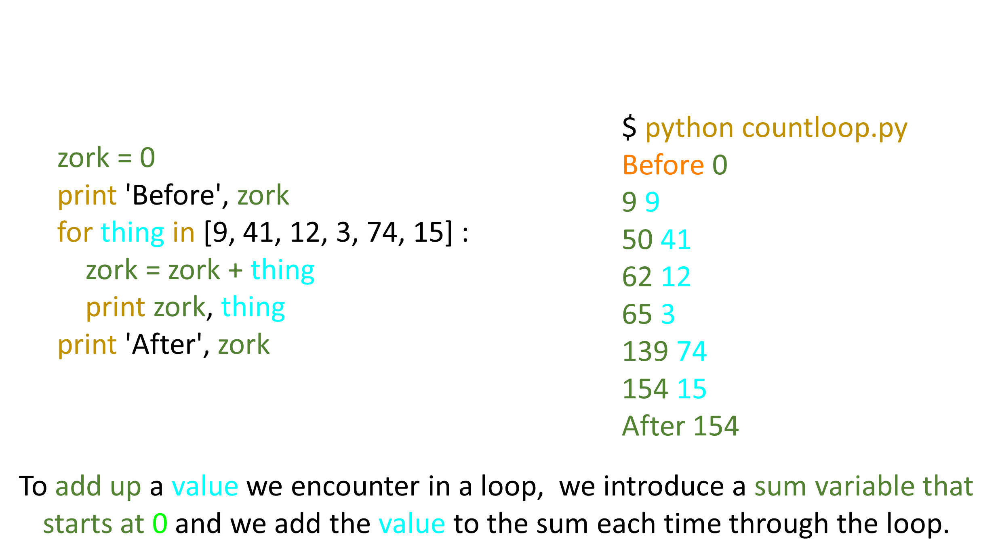 zork = 0
print 'Before', zork
for thing in [9, 41, 12, 3, 74, 15] :
zork = zork + thing
print zork, thing
print 'After', zork
$ python countloop.py
Before 0
9 9
50 41
62 12
65 3
139 74
154 15
After 154
To add up a value we encounter in a loop,  we introduce a sum variable that
starts at 0 and we add the value to the sum each time through the loop.